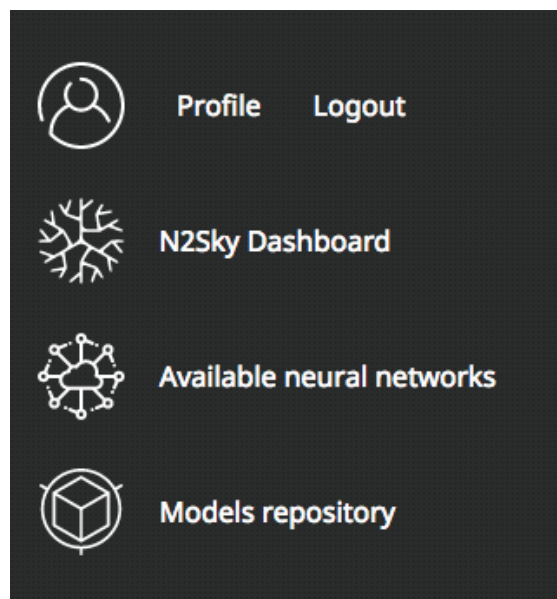 Profile Logout
N2Sky Dashboard
Available neural networks
Models repository